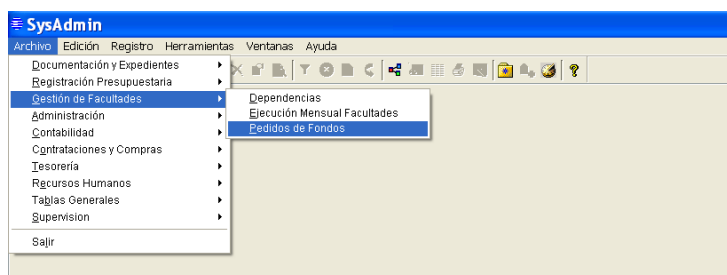 SysAdmin
Archivo Edición Registro Herramientas Ventanas Ayuda
Documentación y Expedientes
Registración Presupuestaria
Gestión de Facultades
Dependencias
Administración
Ejecución Mensual Facultades
Contabilidad
Pedidos de Fondos
Contrataciones y Compras
Tesorería
Recursos Humanos
Tablas Generales
Supervision
Salir